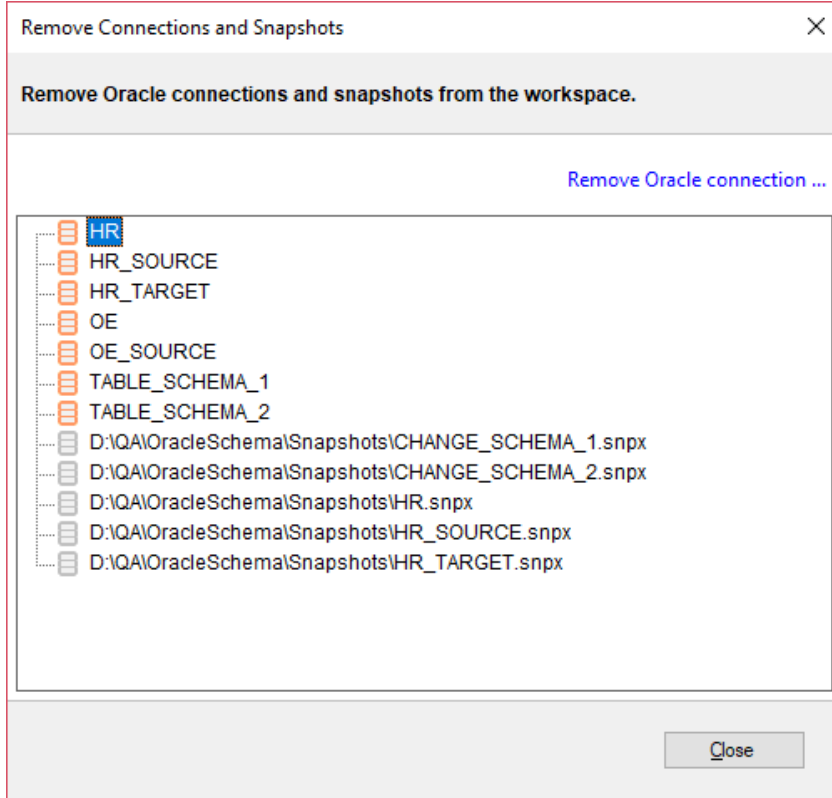 Remove Connections and Snapshots
Remove Oracle connections and snapshots from the workspace.
Remove Oracle connection ...
HR
HR_SOURCE
HR_TARGET
OE
OE_SOURCE
TABLE_SCHEMA_1
TABLE_SCHEMA_2
D:\QA\OracleSchema\Snapshots\CHANGE_SCHEMA_1.snpx
D:\QA\OracleSchema\Snapshots\CHANGE_SCHEMA_2.snpx
D:\QA\OracleSchema\Snapshots\HR.snpx
D:\QA\OracleSchema\Snapshots\HR_SOURCE.snpx
D:\QA\OracleSchema\Snapshots\HR_TARGET.snpx
Close